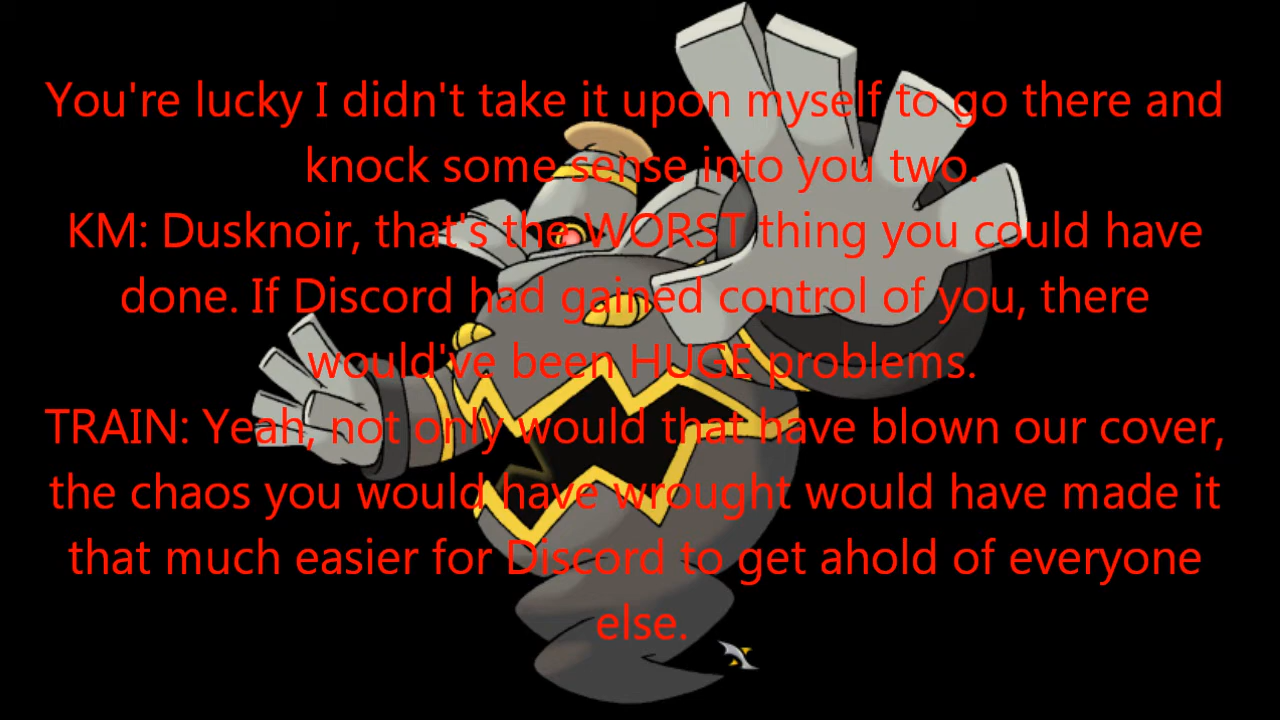 You're lucky I didn't take it upon myself to go there and
knock some sense into you two.
KM: Dusknoir, that's the WORST thing you could have
done. If Discord had gained control of you, there
would've been HUGE problems.
TRAIN: Yeah, not only would that have blown our cover,
the chaos you would have wrought would have made it
that much easier for Discord to get ahold of everyone
else.